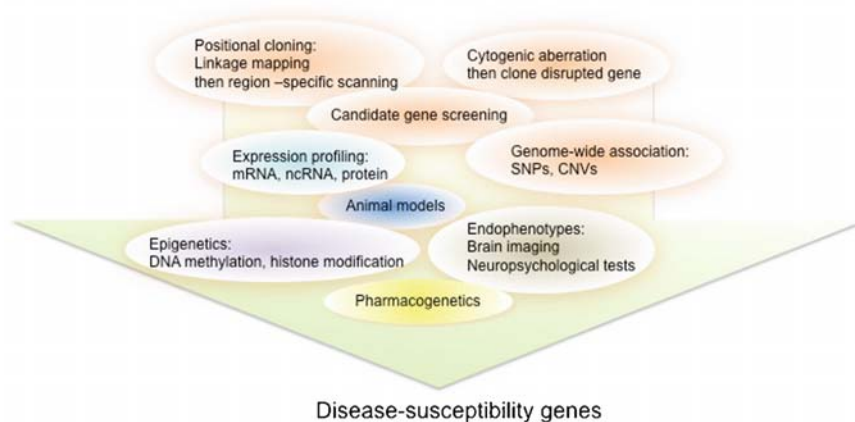 Positional cloning:
Linkage mapping
then region –specific scanning
Cytogenic aberration
then clone disrupted gene
Candidate gene screening
Expression profiling:
mRNA, ncRNA, protein
Genome-wide association:
SNPs, CNVs
Animal models
Epigenetics:
DNA methylation, histone modification
Endophenotypes:
Brain imaging
Neuropsychological tests
Pharmacogenetics
Disease-susceptibility genes